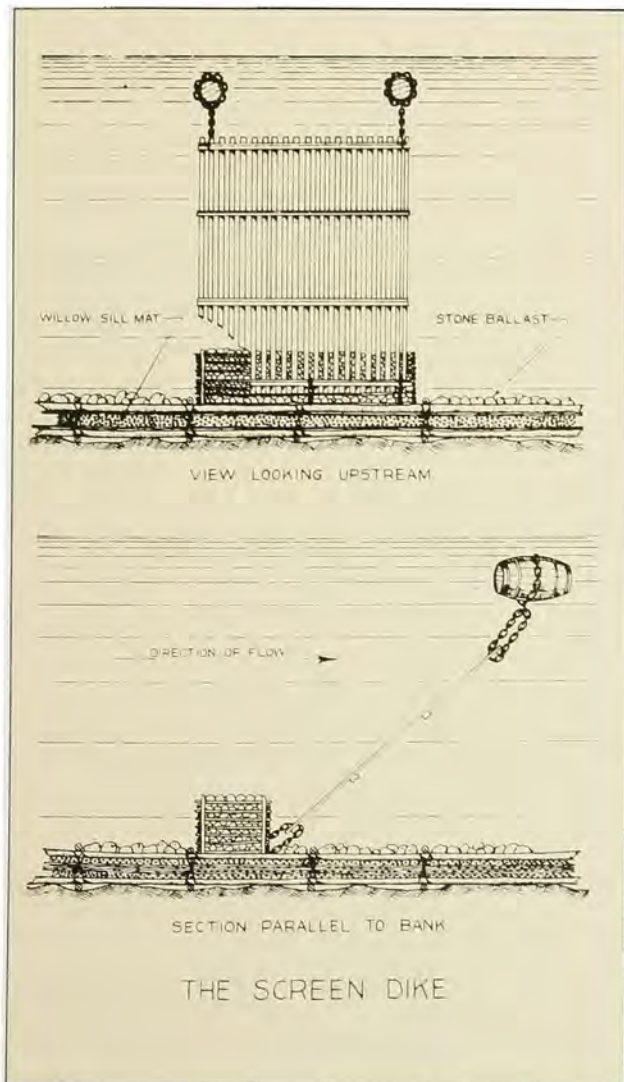 WILLOW SILL MAT
STONE BALLAST
VIEW LOOKING UPSTREAM
DIRECTION OF FLOW
SECTION PARALLEL TO BANK
THE SCREEN DIKE